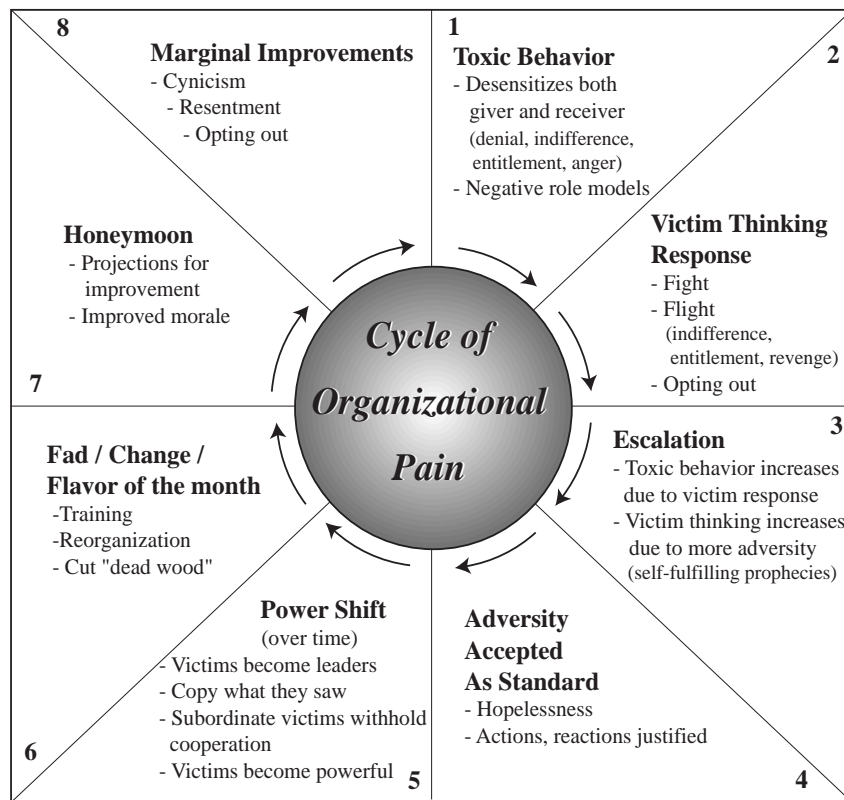 Cycle of
Organizational
Pain
1
Toxic Behavior
- Desensitizes both
giver and receiver
(denial, indifference,
entitlement, anger)
- Negative role models
2
Victim Thinking
Response
- Fight
- Flight
(indifference,
entitlement, revenge)
- Opting out
3
Escalation
- Toxic behavior increases
due to victim response
- Victim thinking increases
due to more adversity
(self-fulfilling prophecies)
4
Adversity
Accepted
As Standard
- Hopelessness
- Actions, reactions justified
5
Power Shift
(over time)
- Victims become leaders
- Copy what they saw
- Subordinate victims withhold
cooperation
- Victims become powerful
6
Fad / Change /
Flavor of the month
-Training
-Reorganization
- Cut "dead wood"
7
Honeymoon
- Projections for
improvement
- Improved morale
8
Marginal Improvements
- Cynicism
- Resentment
- Opting out